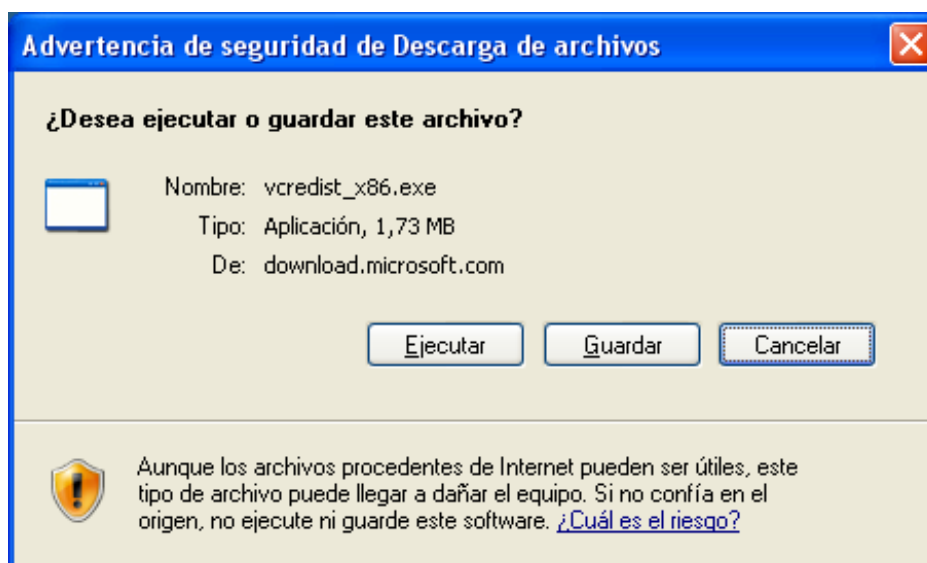 Advertencia de seguridad de Descarga de archivos
¿Desea ejecutar o guardar este archivo?
Nombre: vcredist_x86.exe
Tipo: Aplicación, 1,73 MB
De: download.microsoft.com
Ejecutar Guardar Cancelar
Aunque los archivos procedentes de Internet pueden ser útiles, este
tipo de archivo puede llegar a dañar el equipo. Si no confía en el
origen, no ejecute ni guarde este software. ¿Cuál es el riesgo?